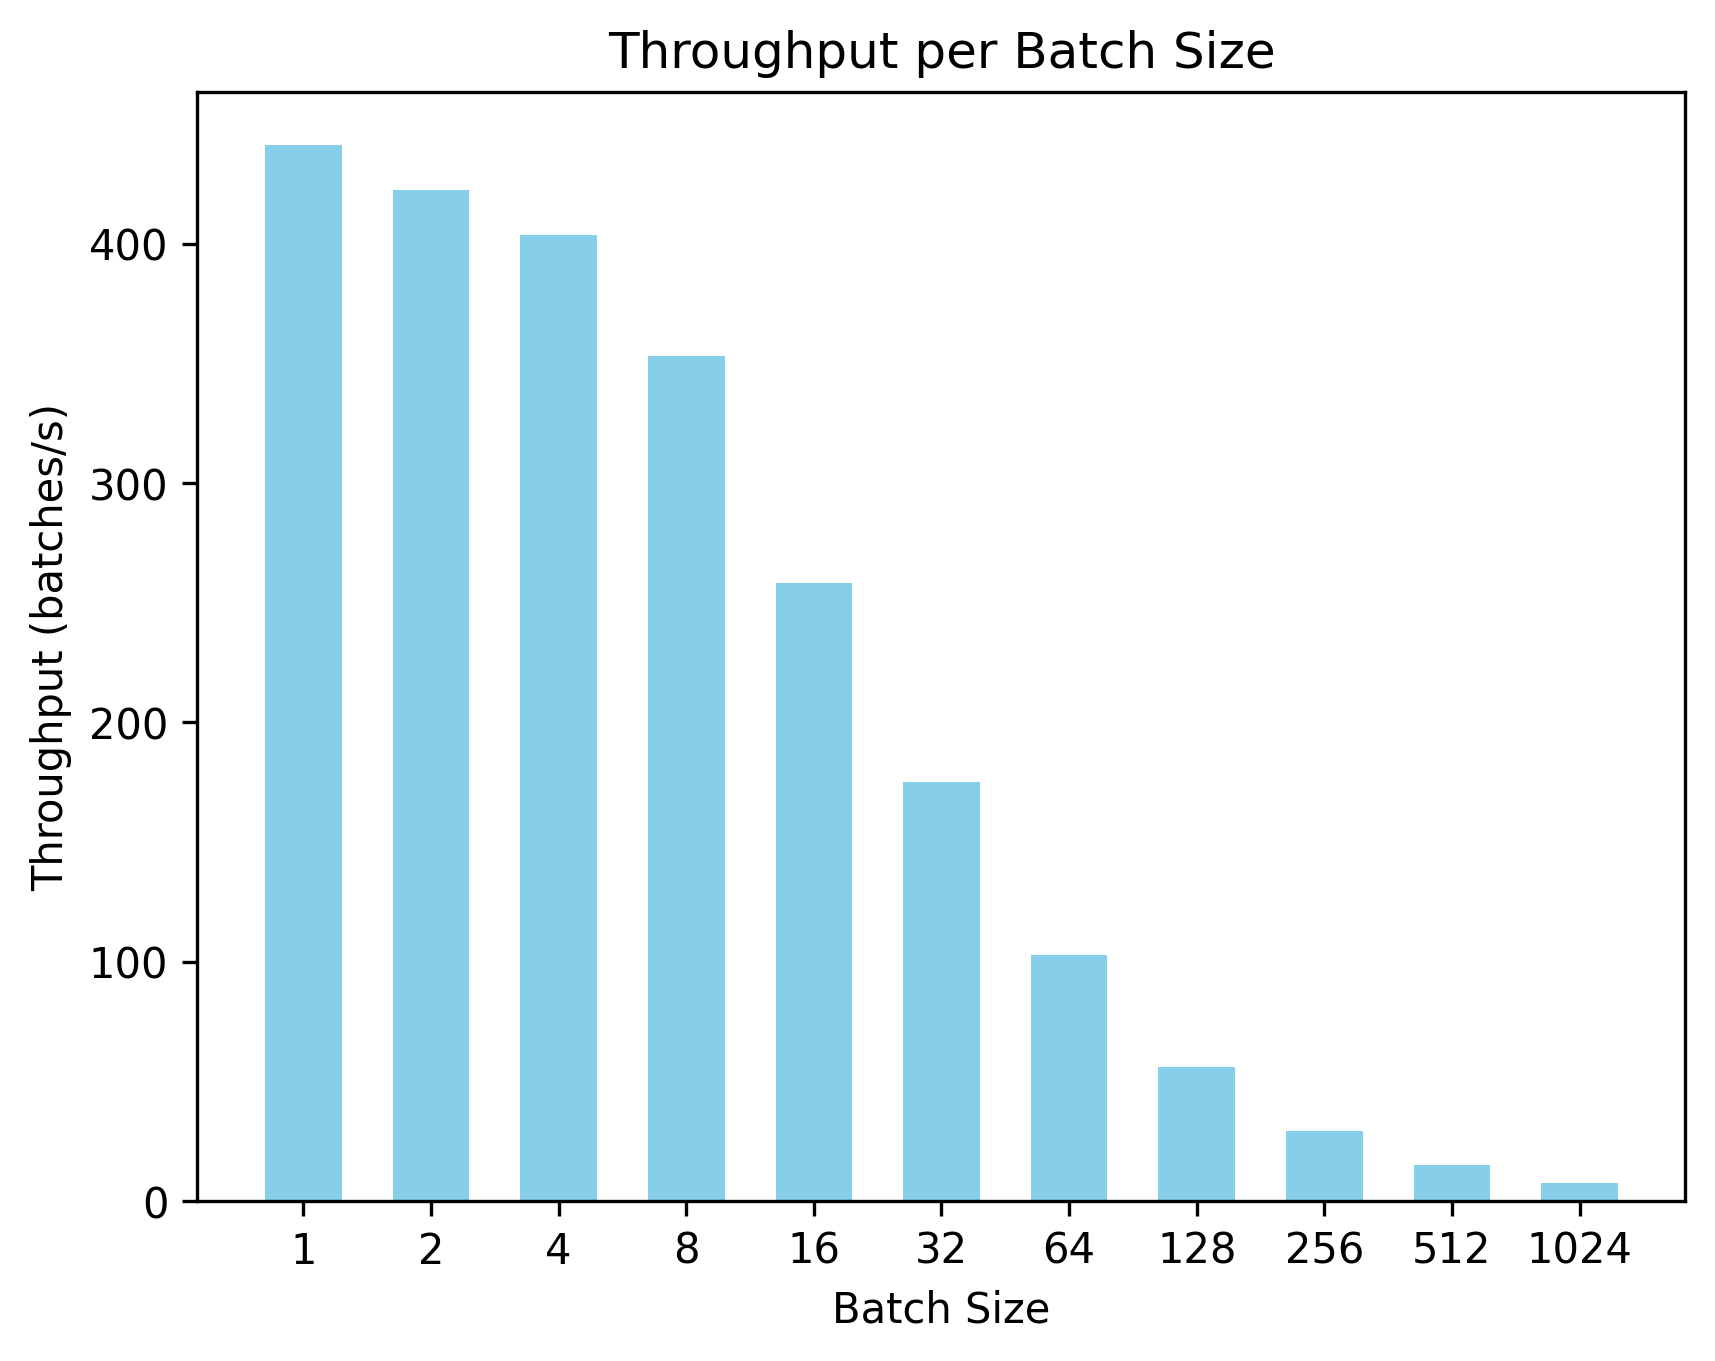 Throughput per Batch Size
Throughput (batches/s)
400
300
200
100
0
1 2 4 8 16 32 64 128 256 512 1024
Batch Size